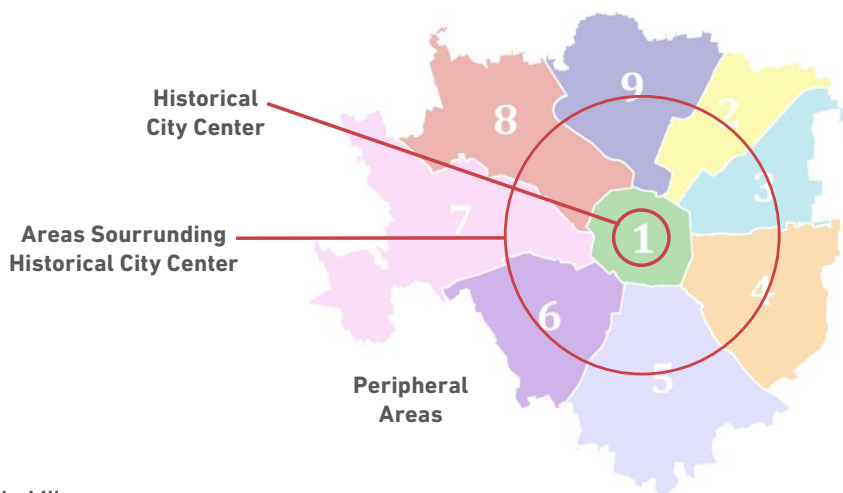 Historical
City Center
Areas Sourrunding
Historical City Center
Peripheral
Areas
9
2
8
3
7
1
4
6
5